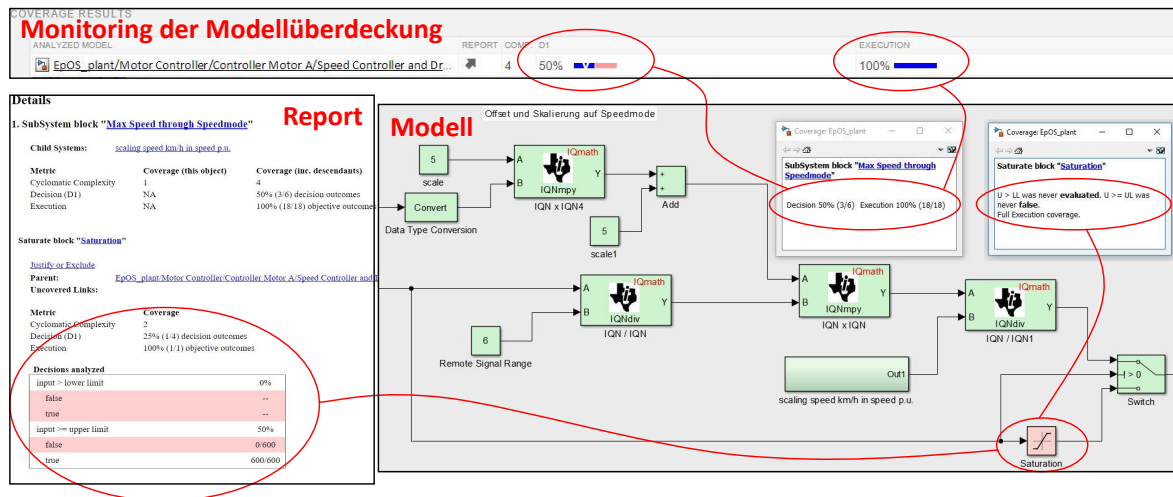 COVERAGE RESULTS
Monitoring der Modellüberdeckung
ANALYZED MODEL REPORT COMP. D1 EXECUTION
EpOS_plant/Motor Controller/Controller Motor A/Speed Controller and Dr... 4 50% 100%
Details
Report
1. SubSystem block "Max Speed through Speedmode"
Child Systems: scaling speed km/h in speed p.u.
Metric Coverage (this object) Coverage (inc. descendants)
Cyclomatic Complexity 1 4
Decision (D1) NA 50% (3/6) decision outcomes
Execution NA 100% (18/18) objective outcomes
Saturate block "Saturation"
Justify or Exclude
Parent: EpOS_plant/Motor Controller/Controller Motor A/Speed Controller and
Uncovered Links:
Metric Coverage
Cyclomatic Complexity 2
Decision (D1) 25% (1/4) decision outcomes
Execution 100% (1/1) objective outcomes
Decisions analyzed
input > lower limit 0%
false --
true --
input >= upper limit 50%
false 0/600
true 600/600
Modell
Offset und Skalierung auf Speedmode
5
scale
Convert
Data Type Conversion
A
B
IQmath
Y
IQNmpy
IQN x IQN4
+
+
Add
5
scale1
Coverage: EpOS_plant
SubSystem block "Max Speed through
Speedmode"
Decision 50% (3/6) Execution 100% (18/18)
Coverage: EpOS_plant
Saturate block "Saturation"
U > LL was never evaluated. U >= UL was
never false.
Full Execution coverage.
A
B
IQmath
Y
IQNdiv
IQN / IQN
6
Remote Signal Range
A
B
IQmath
Y
IQNmpy
IQN x IQN
A
B
IQmath
Y
IQNdiv
IQN / IQN1
Out1
scaling speed km/h in speed p.u.
> 0
Switch
Saturation